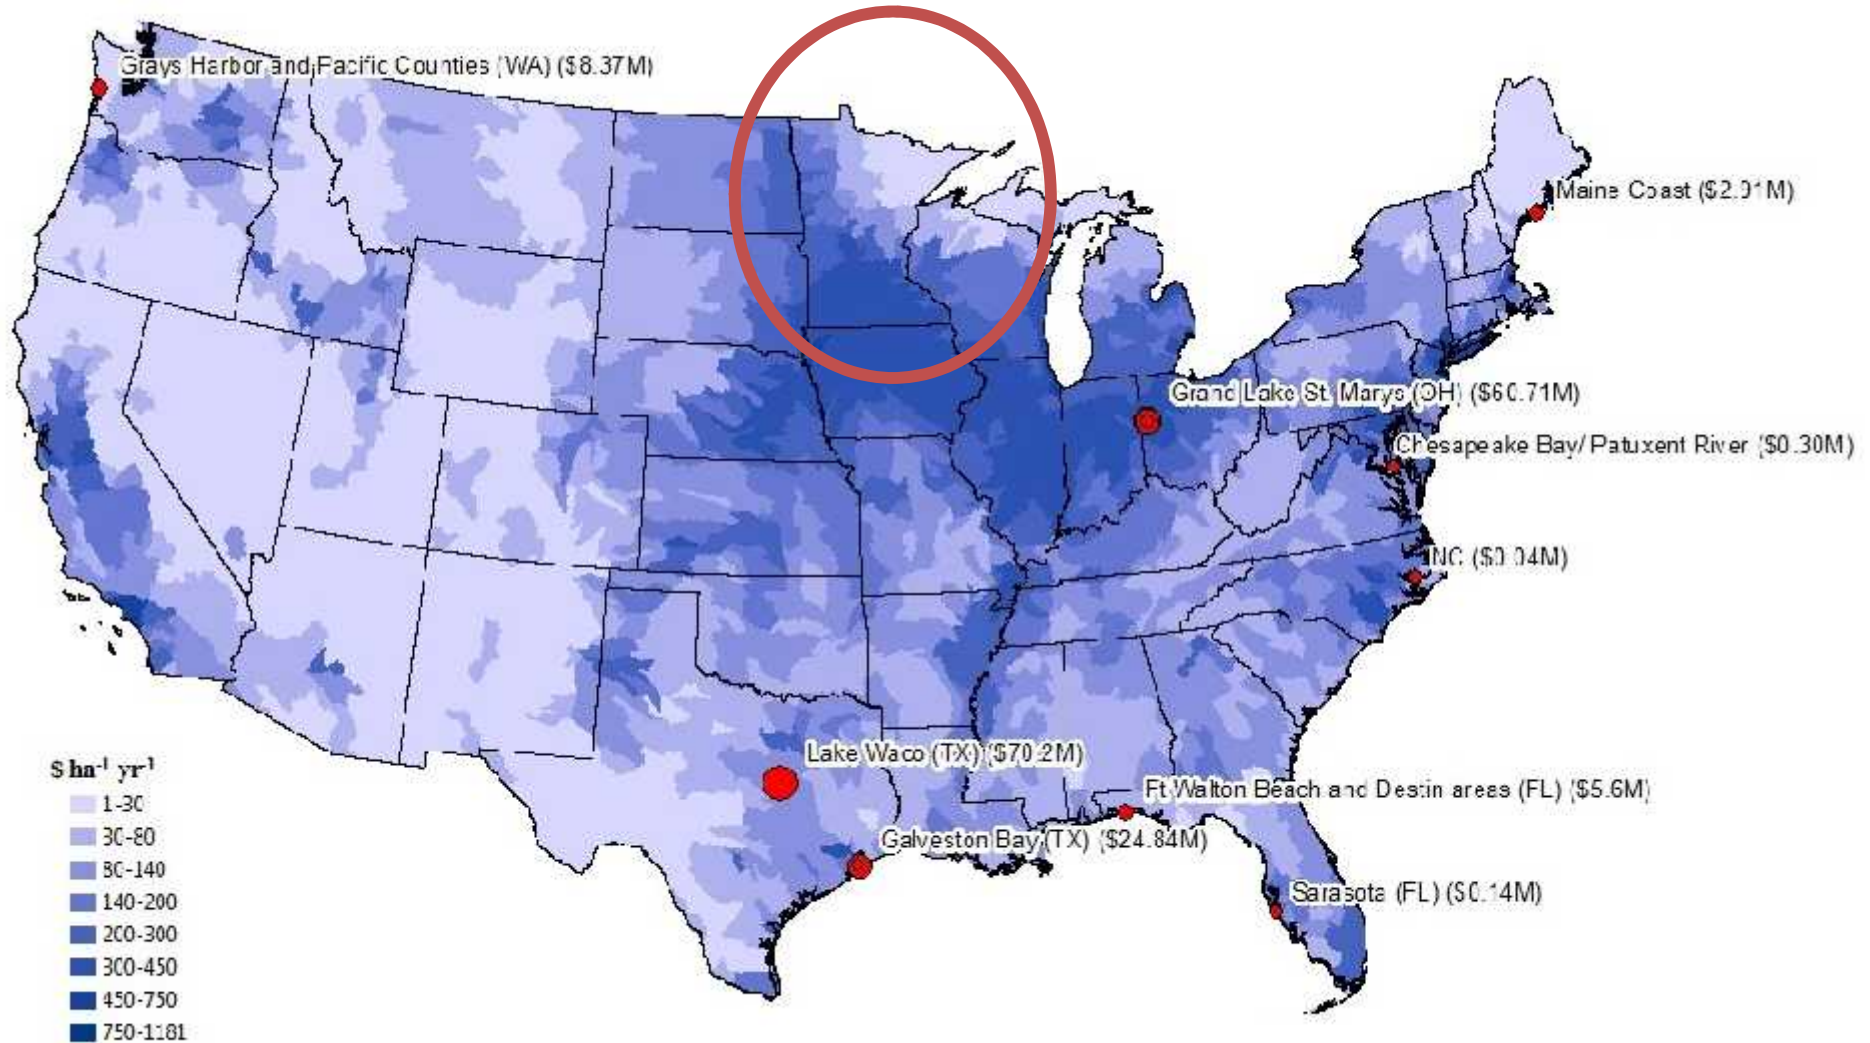 Grays Harbor and Pacific Counties (WA) ($8.37M)
Maine Coast ($2.91M)
Grand Lake St. Marys (OH) ($60.71M)
Chesapeake Bay/ Patuxent River ($0.30M)
NC ($0.04M)
Lake Waco (TX) ($70.2M)
Ft Walton Beach and Destin areas (FL) ($5.6M)
Galveston Bay (TX) ($24.84M)
Sarasota (FL) ($0.14M)
$ ha⁻¹ yr⁻¹
1-30
30-80
80-140
140-200
200-300
300-450
450-750
750-1181